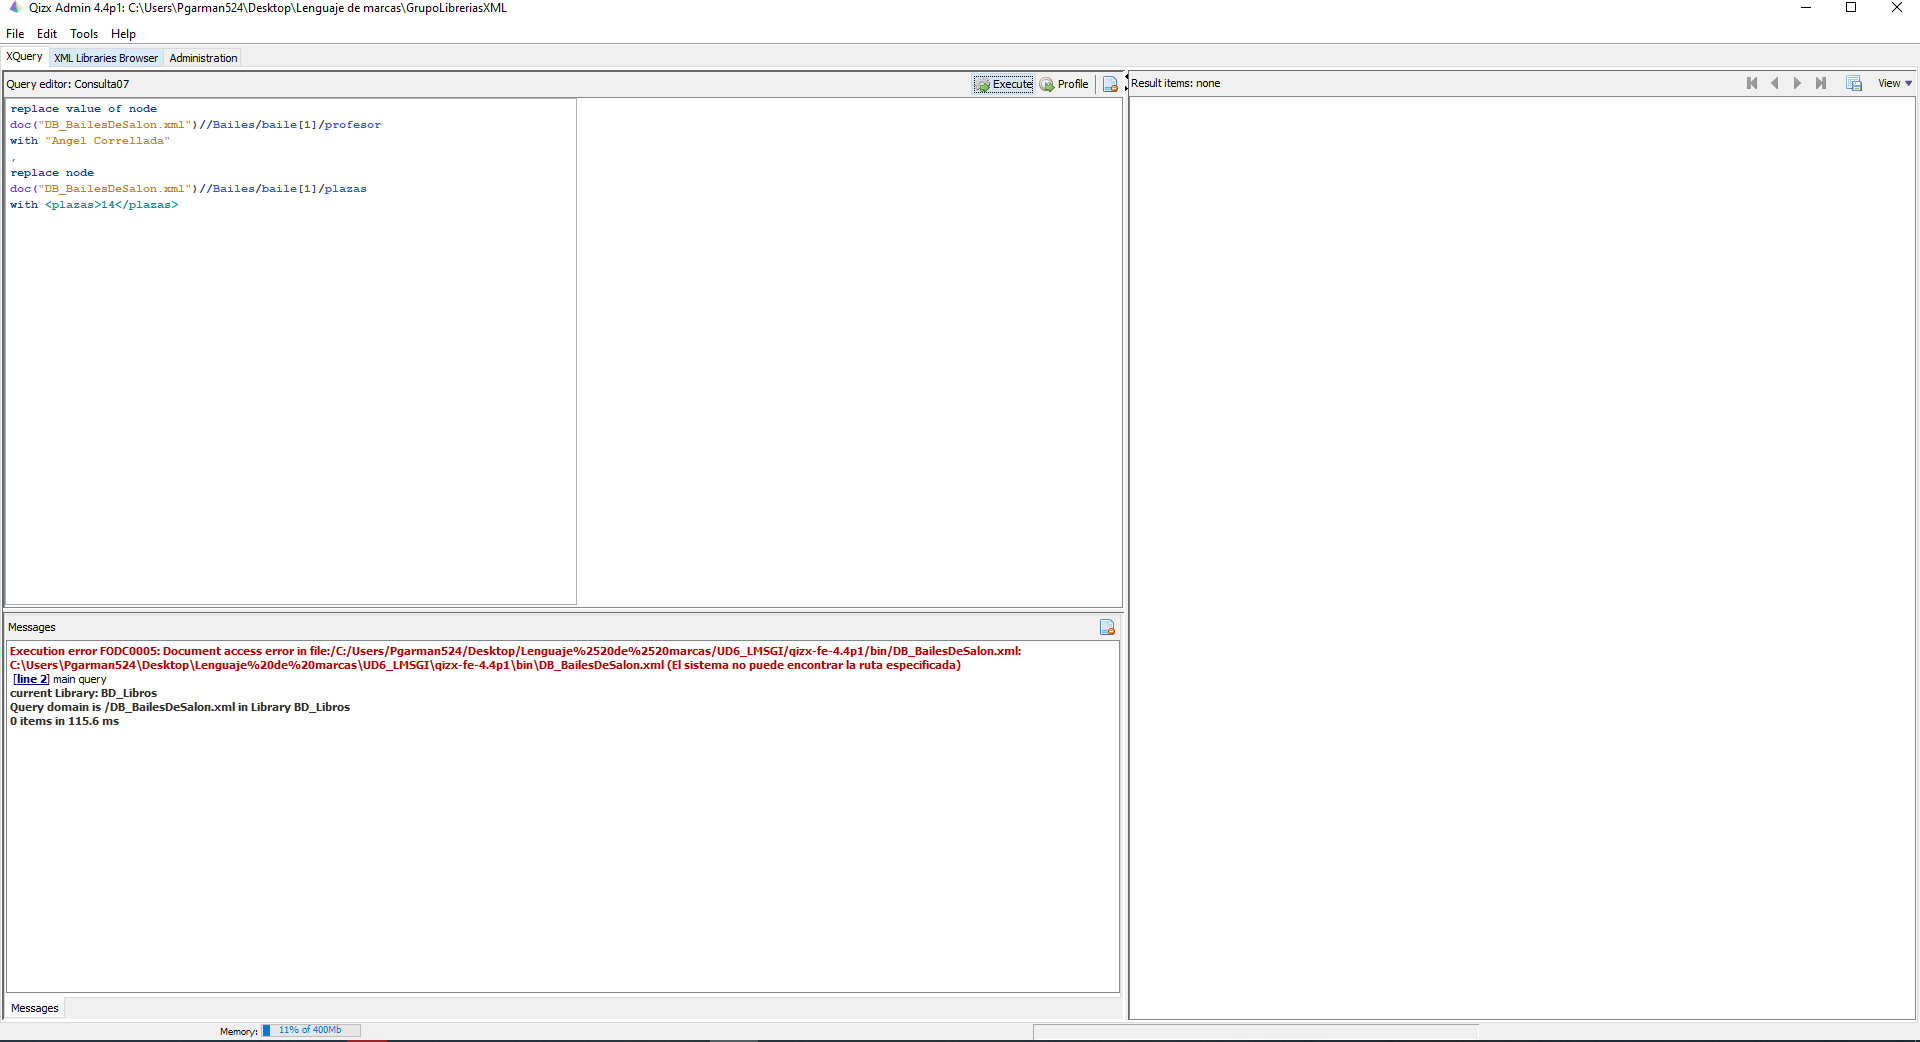 Qizx Admin 4.4p1: C:\Users\Pgarman524\Desktop\Lenguaje de marcas\GrupoLibreriasXML
File Edit Tools Help
XQuery XML Libraries Browser Administration
Query editor: Consulta07 Execute Profile
replace value of node
doc("DB_BailesDeSalon.xml")//Bailes/baile[1]/profesor
with "Angel Correllada"
,
replace node
doc("DB_BailesDeSalon.xml")//Bailes/baile[1]/plazas
with <plazas>14</plazas>
Messages
Execution error FODC0005: Document access error in file:/C:/Users/Pgarman524/Desktop/Lenguaje%2520de%2520marcas/UD6_LMSGI/qizx-fe-4.4p1/bin/DB_BailesDeSalon.xml:
C:\Users\Pgarman524\Desktop\Lenguaje%20de%20marcas\UD6_LMSGI\qizx-fe-4.4p1\bin\DB_BailesDeSalon.xml (El sistema no puede encontrar la ruta especificada)
[line 2] main query
current Library: BD_Libros
Query domain is /DB_BailesDeSalon.xml in Library BD_Libros
0 items in 115.6 ms
Messages
Memory: 11% of 400Mb
Result items: none View